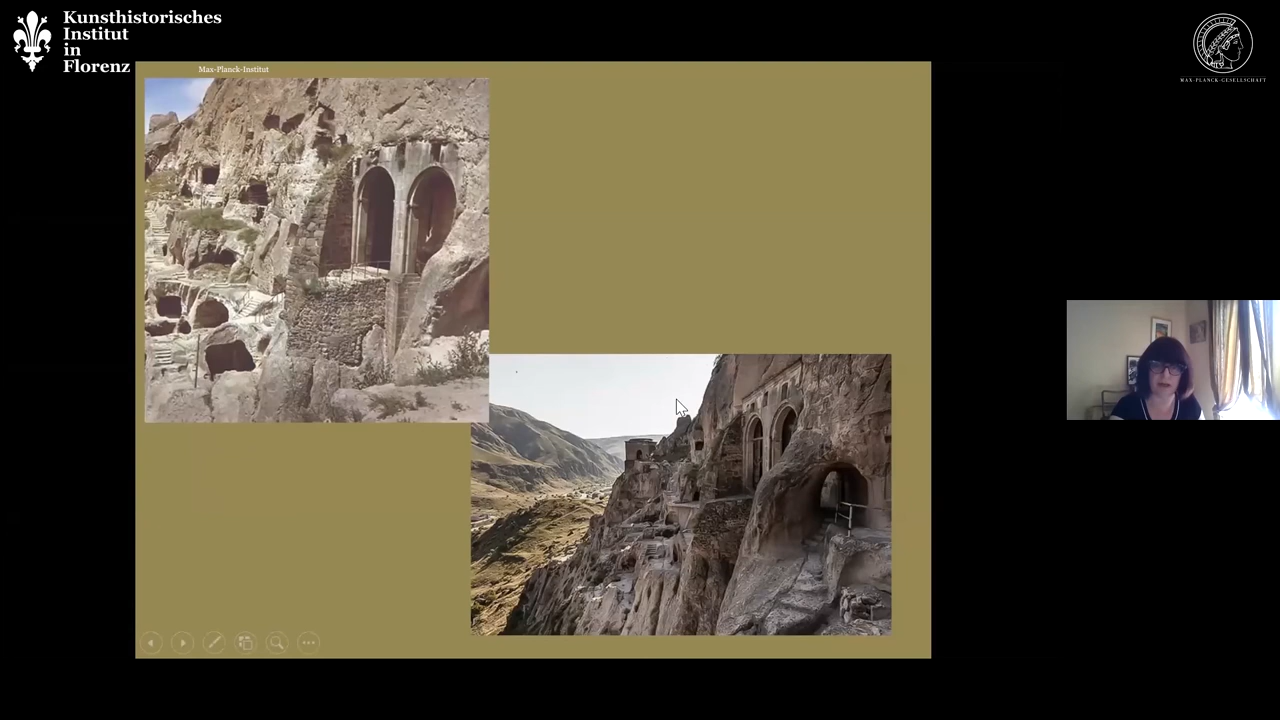 Kunsthistorisches
Institut
in
Florenz
Max-Planck-Institut
MAX-PLANCK-GESELLSCHAFT